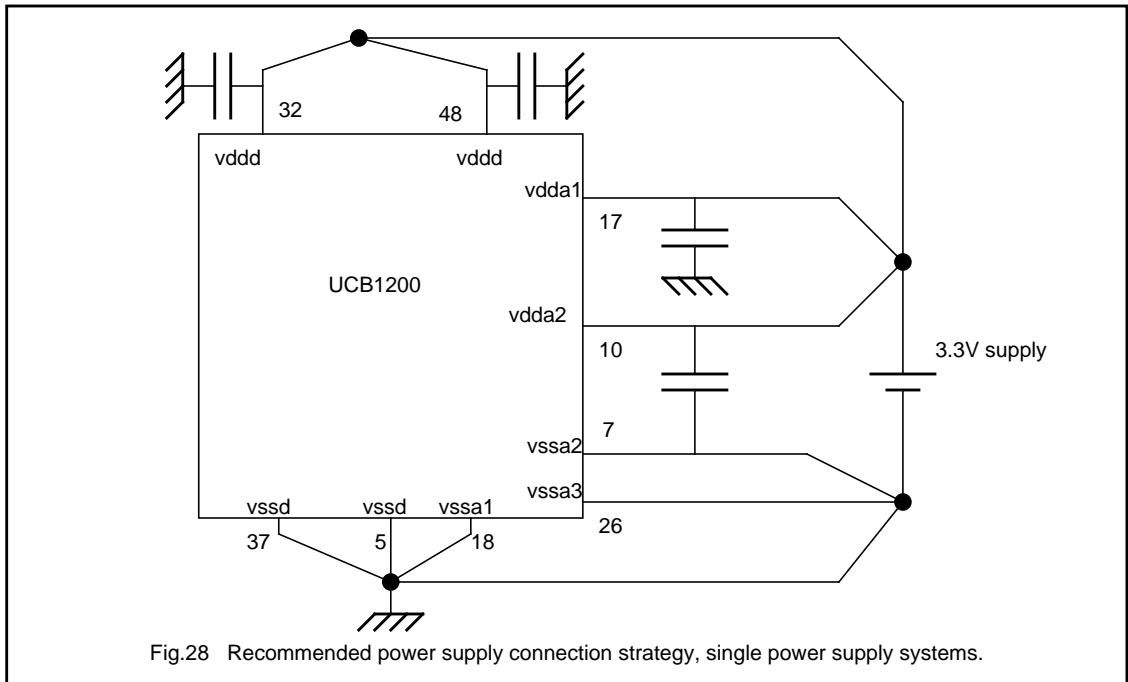 32
48
vddd
vddd
vdda1
17
UCB1200
vdda2
10
3.3V supply
7
vssa2
vssa3
26
vssd
vssd
vssa1
37
5
18
Fig.28 Recommended power supply connection strategy, single power supply systems.